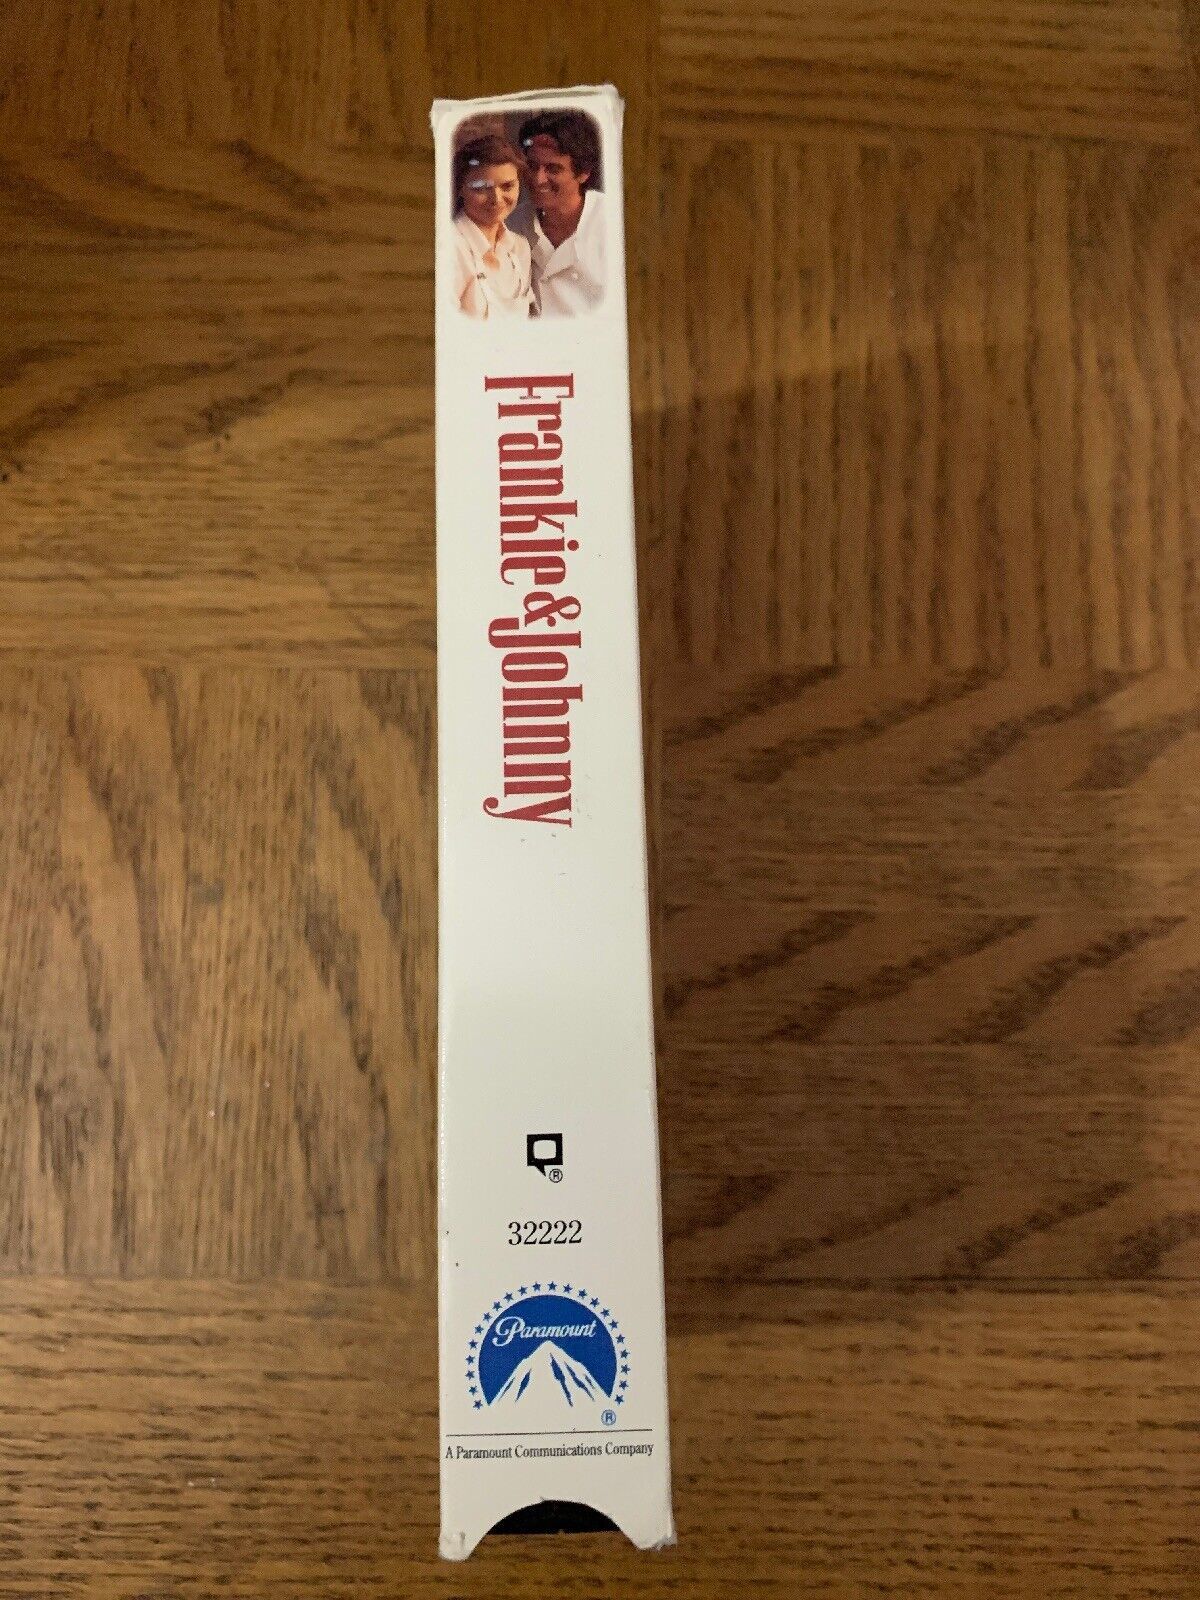 Frankie & Johnny
®
32222
Paramount
®
A Paramount Communications Company